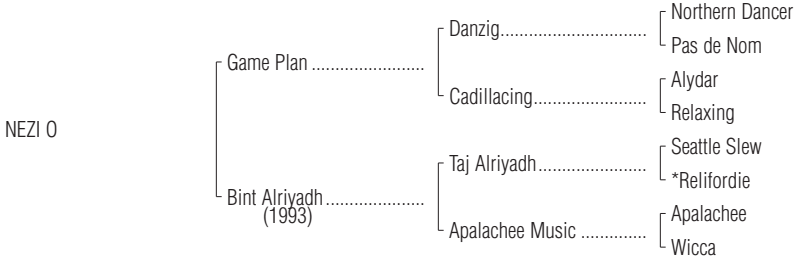 Northern Dancer
Danzig..............................
Pas de Nom
Game Plan .......................
Alydar
Cadillacing.......................
Relaxing
NEZI O
Seattle Slew
Taj Alriyadh......................
*Relifordie
Bint Alriyadh....................
(1993)
Apalachee
Apalachee Music .............
Wicca